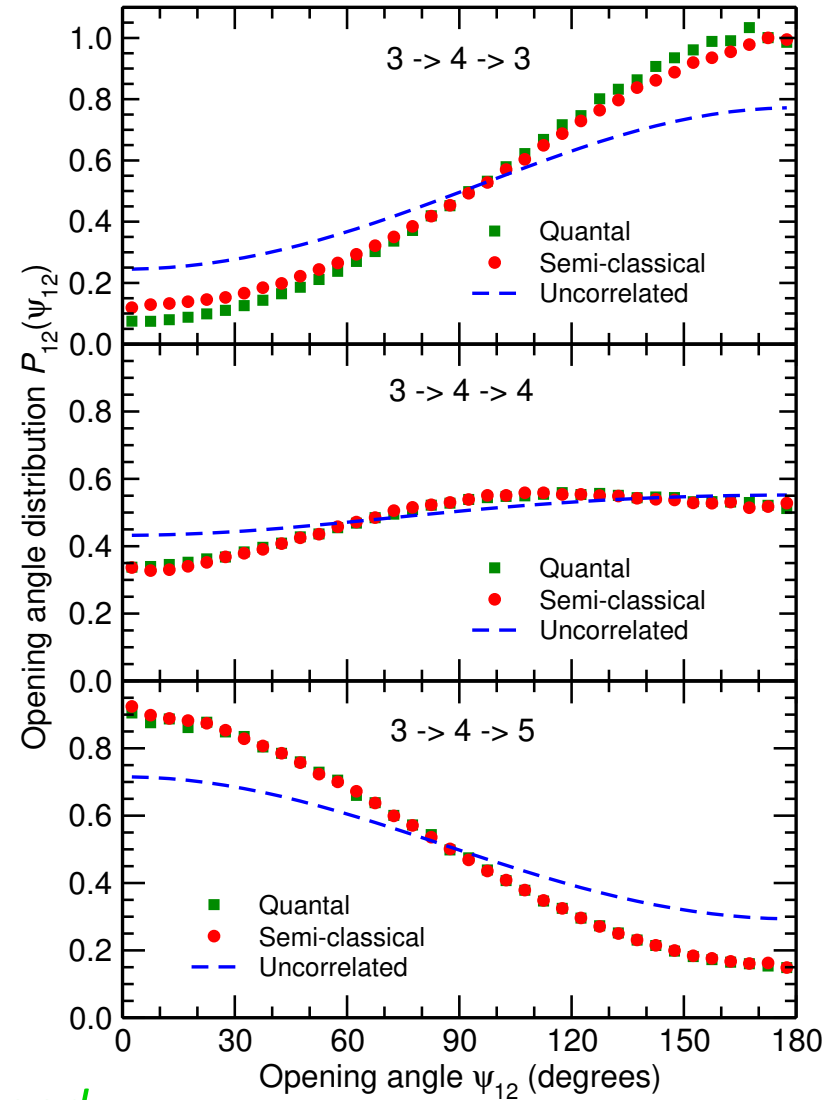 Opening angle distribution P12(ψ12)
1.0
0.8
0.6
0.4
0.2
0.0
3 -> 4 -> 3
Quantal
Semi-classical
Uncorrelated
0.8
0.6
0.4
0.2
0.0
3 -> 4 -> 4
Quantal
Semi-classical
Uncorrelated
0.8
0.6
0.4
0.2
0.0
3 -> 4 -> 5
Quantal
Semi-classical
Uncorrelated
0 30 60 90 120 150 180
Opening angle ψ12 (degrees)